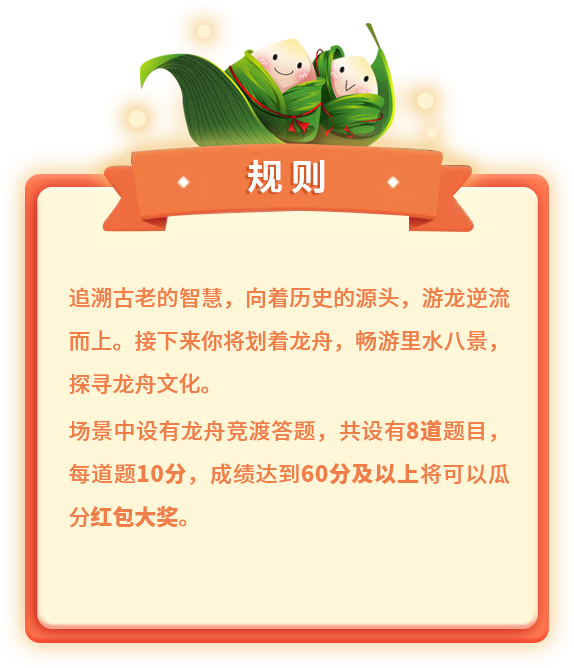 规则
追溯古老的智慧，向着历史的源头，游龙逆流
而上。接下来你将划着龙舟，畅游里水八景，
探寻龙舟文化。
场景中设有龙舟竞渡答题，共设有8道题目，
每道题10分，成绩达到60分及以上将可以瓜
分红包大奖。